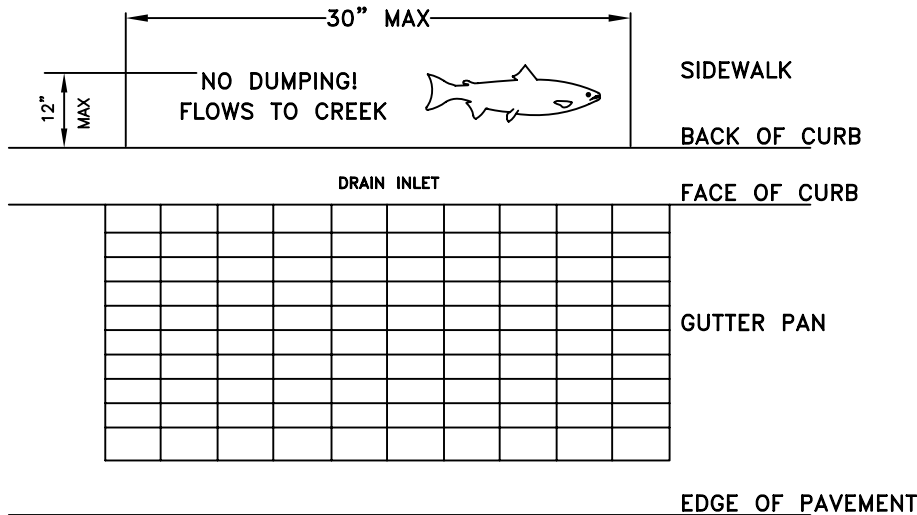 30” MAX
NO DUMPING!
FLOWS TO CREEK
12”
MAX
SIDEWALK
BACK OF CURB
DRAIN INLET
FACE OF CURB
GUTTER PAN
EDGE OF PAVEMENT